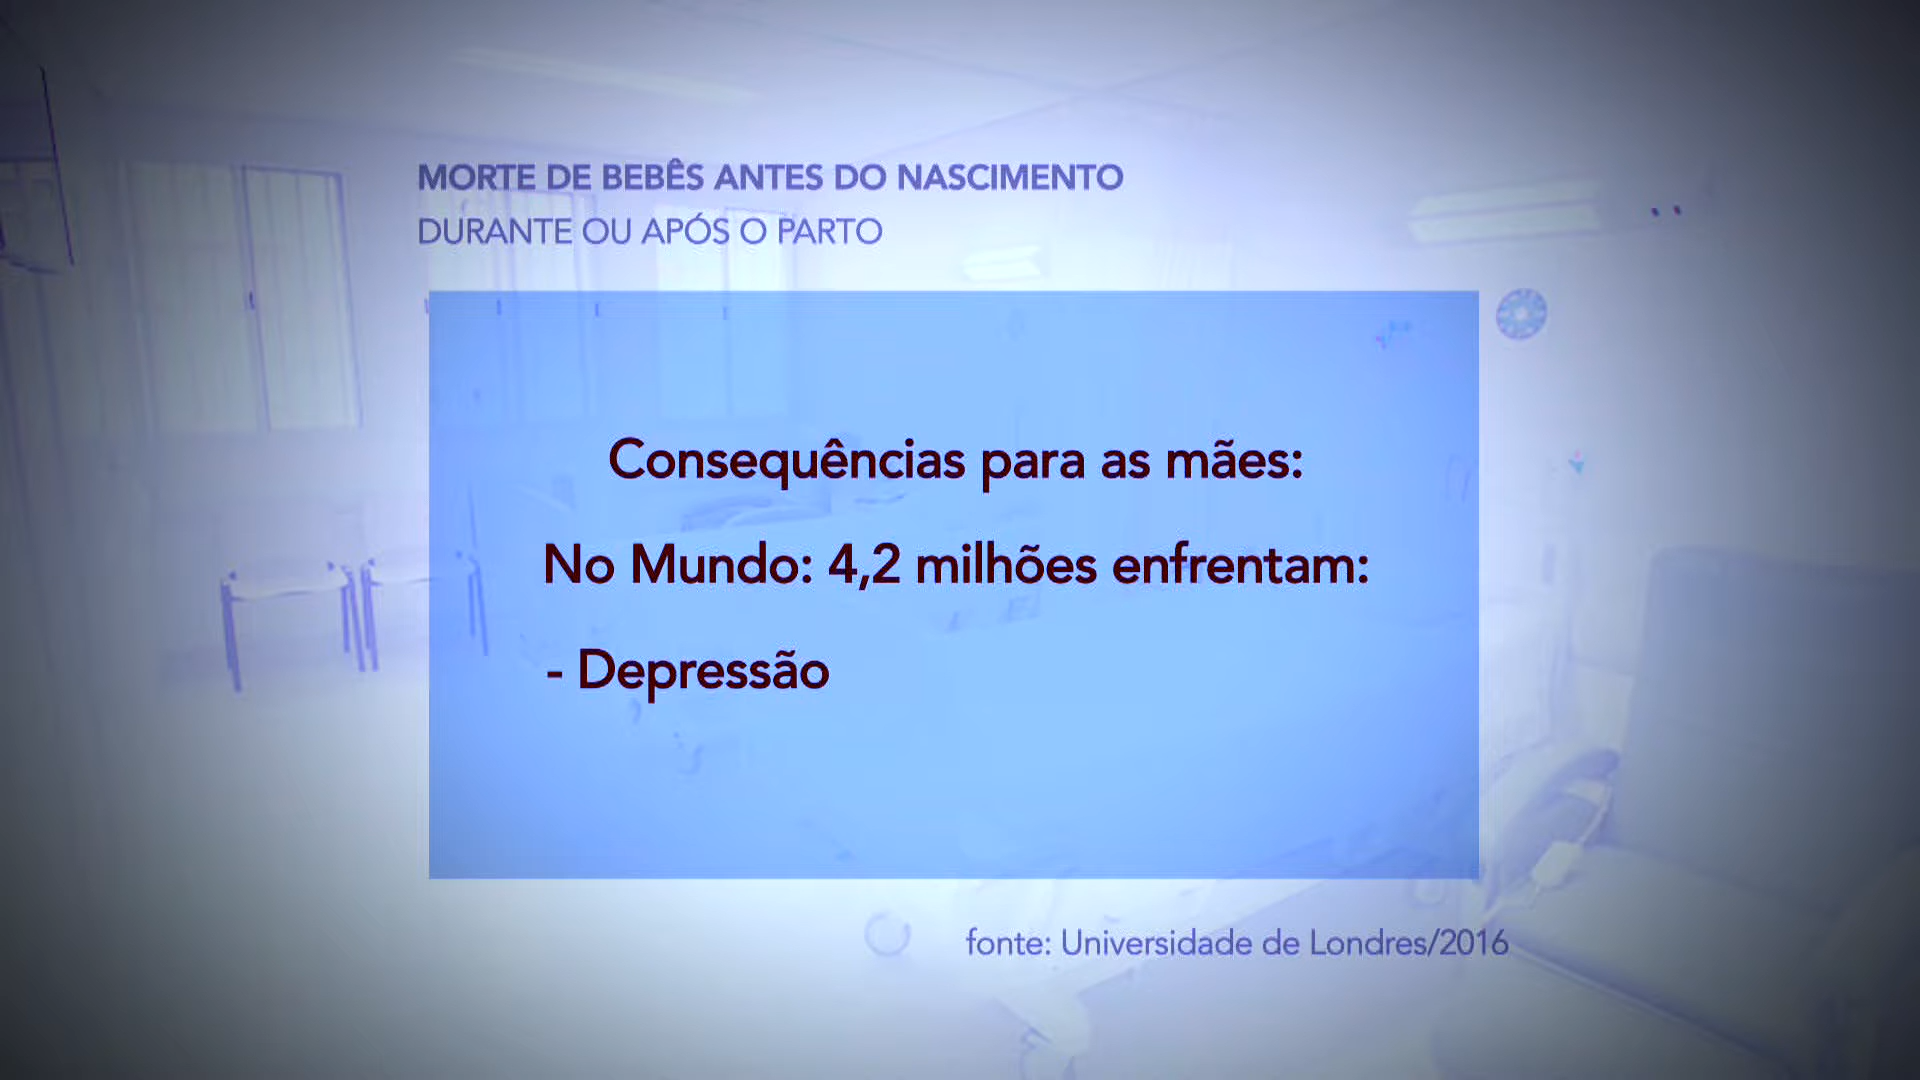 MORTE DE BEBÊS ANTES DO NASCIMENTO
DURANTE OU APÓS O PARTO
Consequências para as mães:
No Mundo: 4,2 milhões enfrentam:
- Depressão
fonte: Universidade de Londres/2016